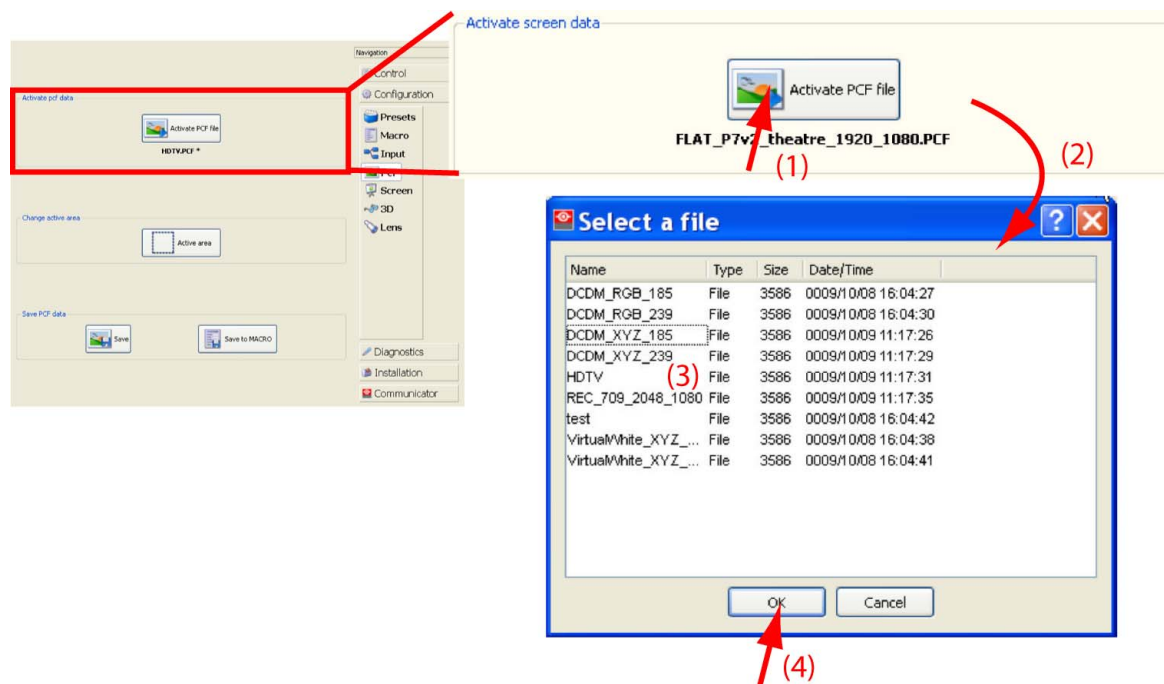 Activate screen data
Activate PCF file
FLAT_P7v2_theatre_1920_1080.PCF
(1)
(2)
Navigation
Control
Configuration
Presets
Macro
Input
Screen
3D
Lens
Diagnostics
Installation
Communicator
Activate pcf data
Activate PCF file
HDTV.PCF *
Change active area
Active area
Save PCF data
Save
Save to MACRO
Select a file
Name Type Size Date/Time
DCDM_RGB_185 File 3586 0009/10/08 16:04:27
DCDM_RGB_239 File 3586 0009/10/08 16:04:30
DCDM_XYZ_185 File 3586 0009/10/09 11:17:26
DCDM_XYZ_239 File 3586 0009/10/09 11:17:29
HDTV File 3586 0009/10/09 11:17:31
(3)
REC_709_2048_1080 File 3586 0009/10/09 11:17:35
test File 3586 0009/10/08 16:04:42
VirtualWhite_XYZ_... File 3586 0009/10/08 16:04:38
VirtualWhite_XYZ_... File 3586 0009/10/08 16:04:41
OK
Cancel
(4)